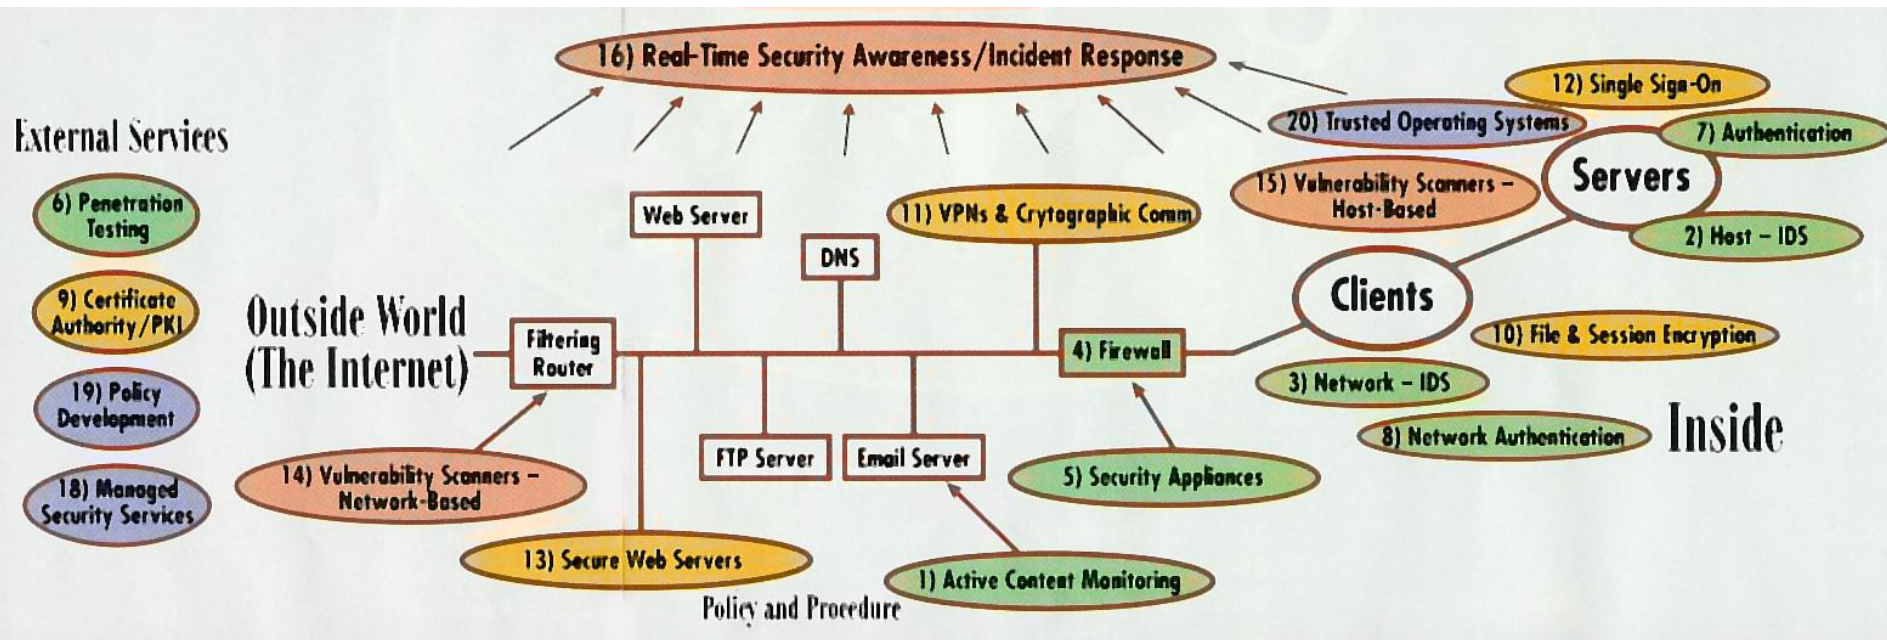 16) Real-Time Security Awareness/Incident Response
12) Single Sign-On
20) Trusted Operating Systems
7) Authentication
External Services
Servers
15) Vulnerability Scanners –
Host-Based
6) Penetration
Testing
Web Server
11) VPNs & Crytographic Comm
2) Host – IDS
DNS
Clients
9) Certificate
Authority/PKI
Outside World
(The Internet)
Filtering
Router
4) Firewall
10) File & Session Encryption
3) Network – IDS
19) Policy
Development
8) Network Authentication
Inside
FTP Server
Email Server
5) Security Appliances
14) Vulnerability Scanners –
Network-Based
18) Managed
Security Services
13) Secure Web Servers
1) Active Content Monitoring
Policy and Procedure